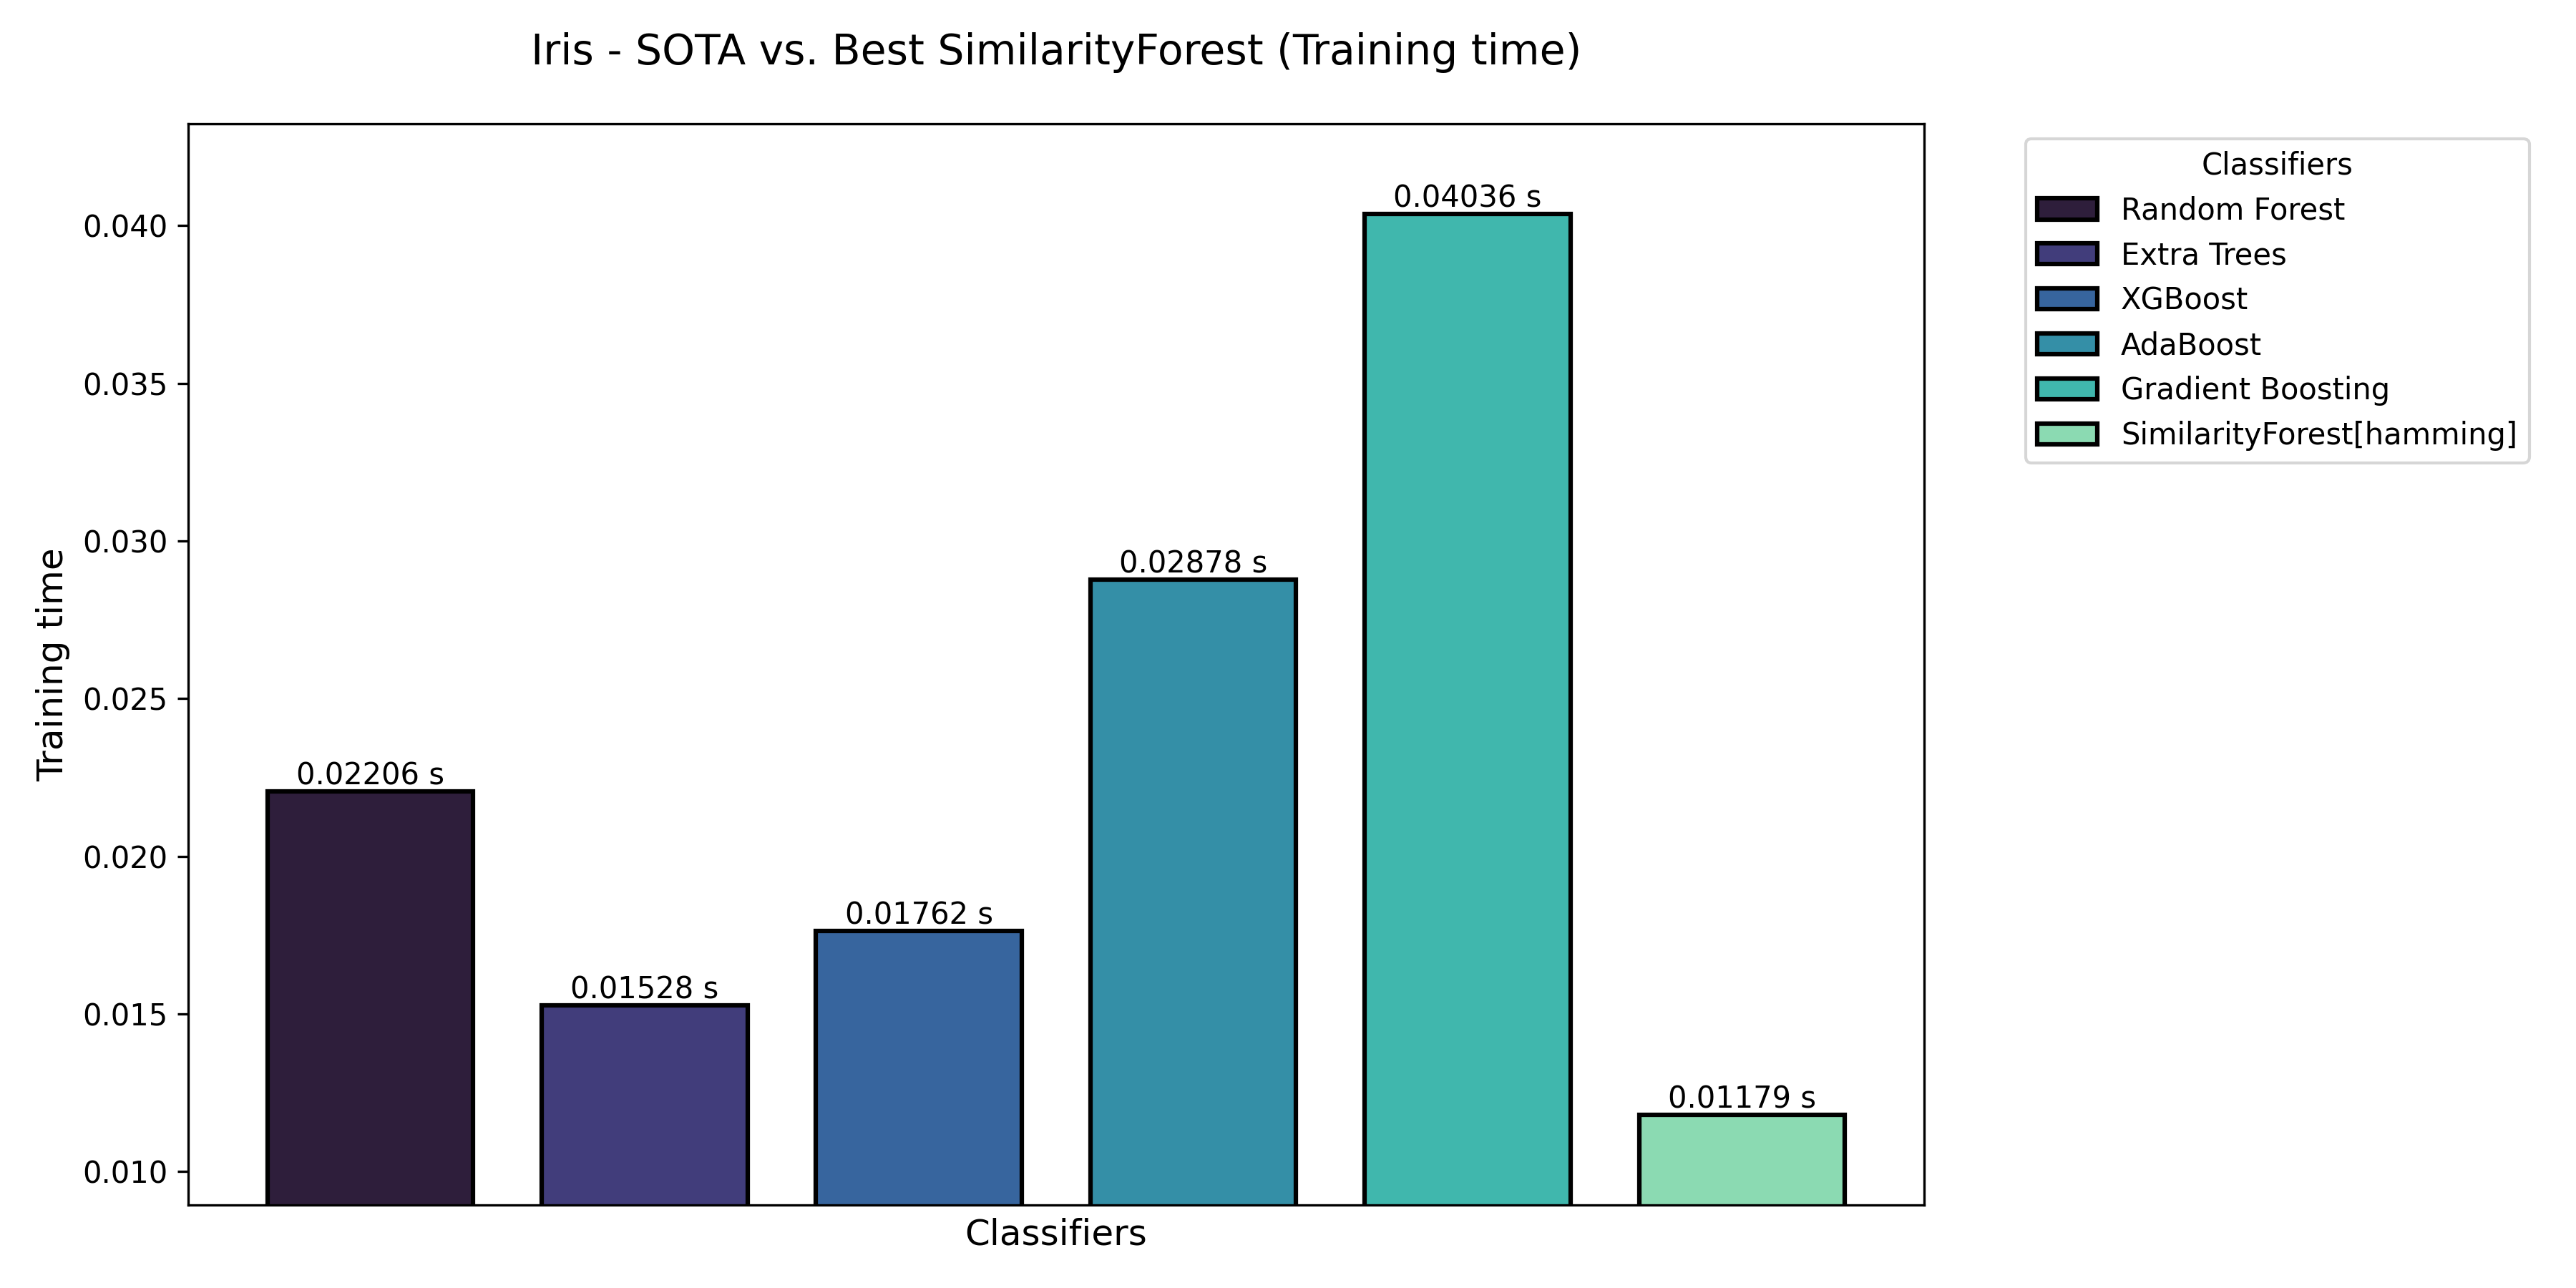 Iris - SOTA vs. Best SimilarityForest (Training time)
Training time
0.040
0.035
0.030
0.025
0.020
0.015
0.010
0.02206 s
0.01528 s
0.01762 s
0.02878 s
0.04036 s
0.01179 s
Classifiers
Classifiers
Random Forest
Extra Trees
XGBoost
AdaBoost
Gradient Boosting
SimilarityForest[hamming]